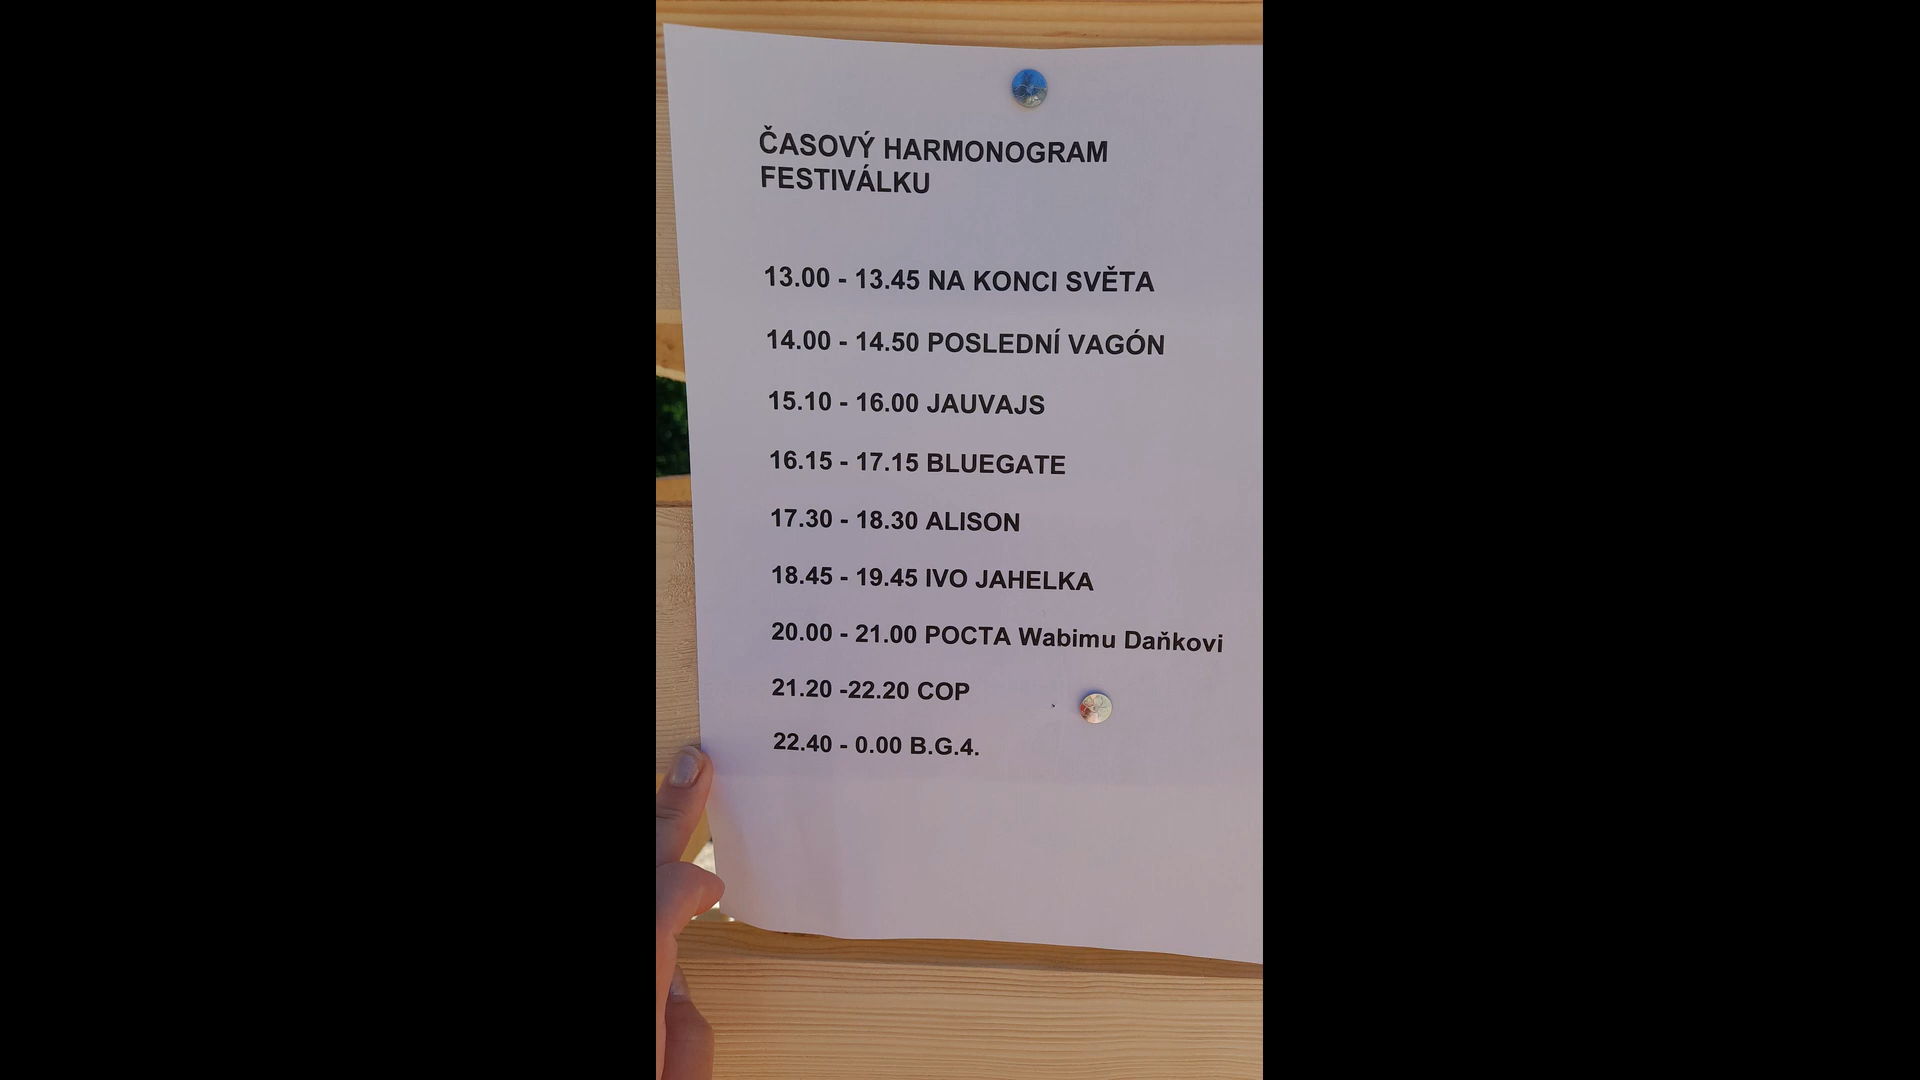 ČASOVÝ HARMONOGRAM
FESTIVÁLKU
13.00 - 13.45 NA KONCI SVĚTA
14.00 - 14.50 POSLEDNÍ VAGÓN
15.10 - 16.00 JAUVAJS
16.15 - 17.15 BLUEGATE
17.30 - 18.30 ALISON
18.45 - 19.45 IVO JAHELKA
20.00 - 21.00 POCTA Wabimu Daňkovi
21.20 -22.20 COP
22.40 - 0.00 B.G.4.